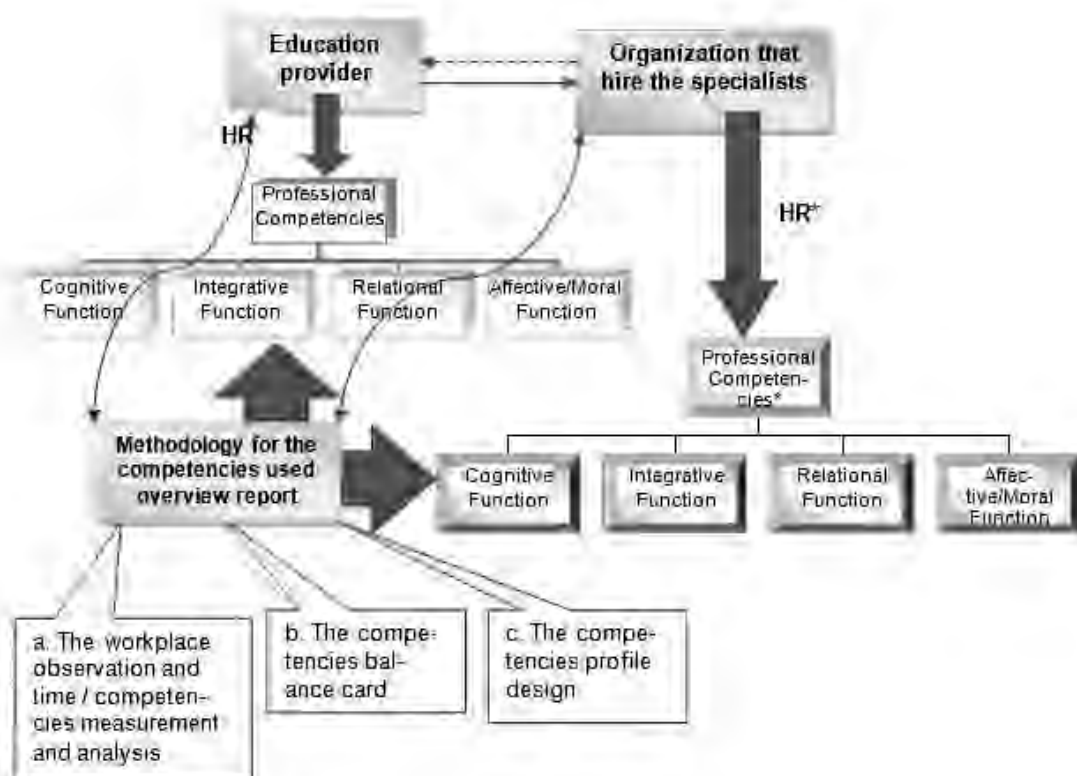 Education
provider
Organization that
hire the specialists
HR
Professional
Competencies
HR*
Cognitive
Function
Integrative
Function
Relational
Function
Affective/Moral
Function
Professional
Competen-
cies*
Methodology for the
competencies used
overview report
Cognitive
Function
Integrative
Function
Relational
Function
Affec-
tive/Moral
Function
a. The workplace
observation and
time / competen-
cies measurement
and analysis
b. The compe-
tencies bal-
ance card
c. The compe-
tencies profile
design